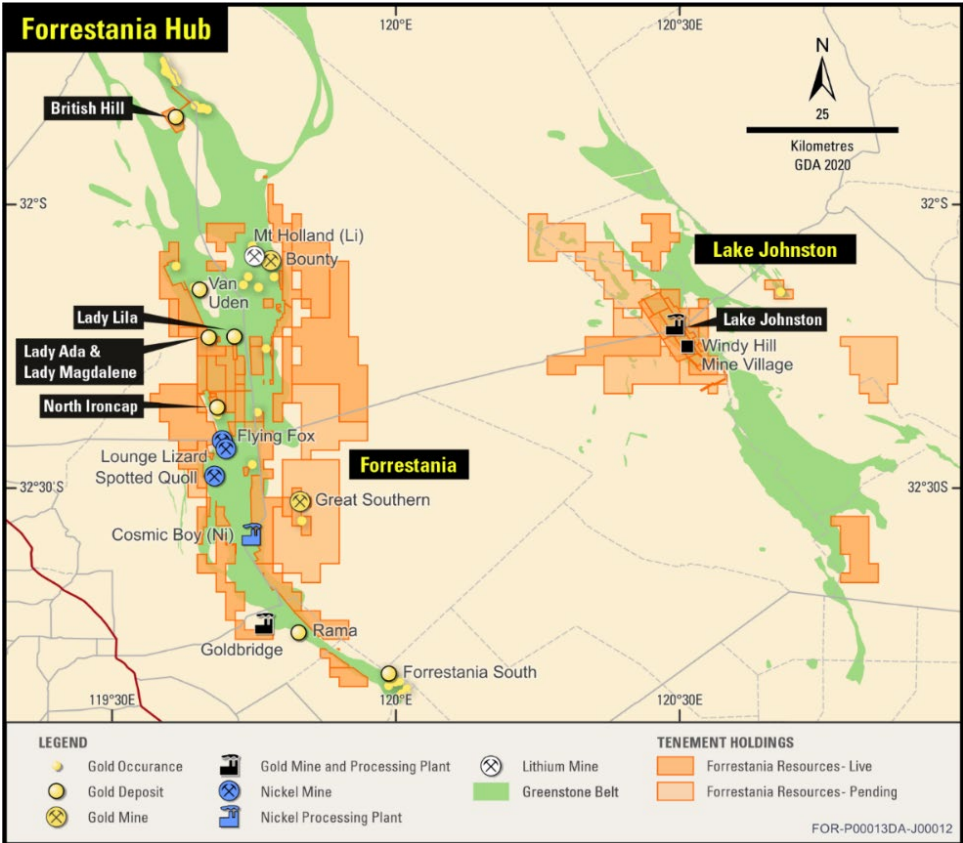 Forrestania Hub
120°E
120°30E
N
25
Kilometres
GDA 2020
British Hill
32°S
32°S
Mt Holland (Li)
Bounty
Van
Uden
Lake Johnston
Lady Lila
Lake Johnston
Lady Ada &
Lady Magdalene
Windy Hill
Mine Village
North Ironcap
Flying Fox
Lounge Lizard
Spotted Quoll
Forrestania
32°30S
32°30S
Great Southern
Cosmic Boy (Ni)
Goldbridge
Rama
Forrestania South
119°30E
120°E
120°30E
LEGEND
Gold Occurance
Gold Deposit
Gold Mine
Gold Mine and Processing Plant
Nickel Mine
Nickel Processing Plant
Lithium Mine
Greenstone Belt
TENEMENT HOLDINGS
Forrestania Resources- Live
Forrestania Resources- Pending
FOR-P00013DA-J00012